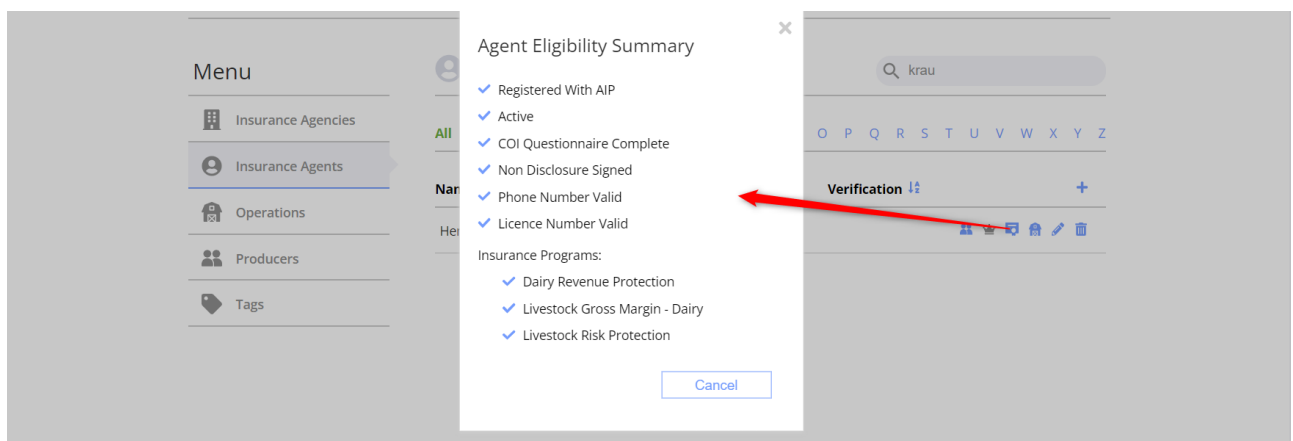 Agent Eligibility Summary
Registered With AIP
Active
COI Questionnaire Complete
Non Disclosure Signed
Phone Number Valid
Licence Number Valid
Insurance Programs:
Dairy Revenue Protection
Livestock Gross Margin - Dairy
Livestock Risk Protection
Cancel
Menu
Insurance Agencies
Insurance Agents
Operations
Producers
Tags
krau
All O P Q R S T U V W X Y Z
Verification